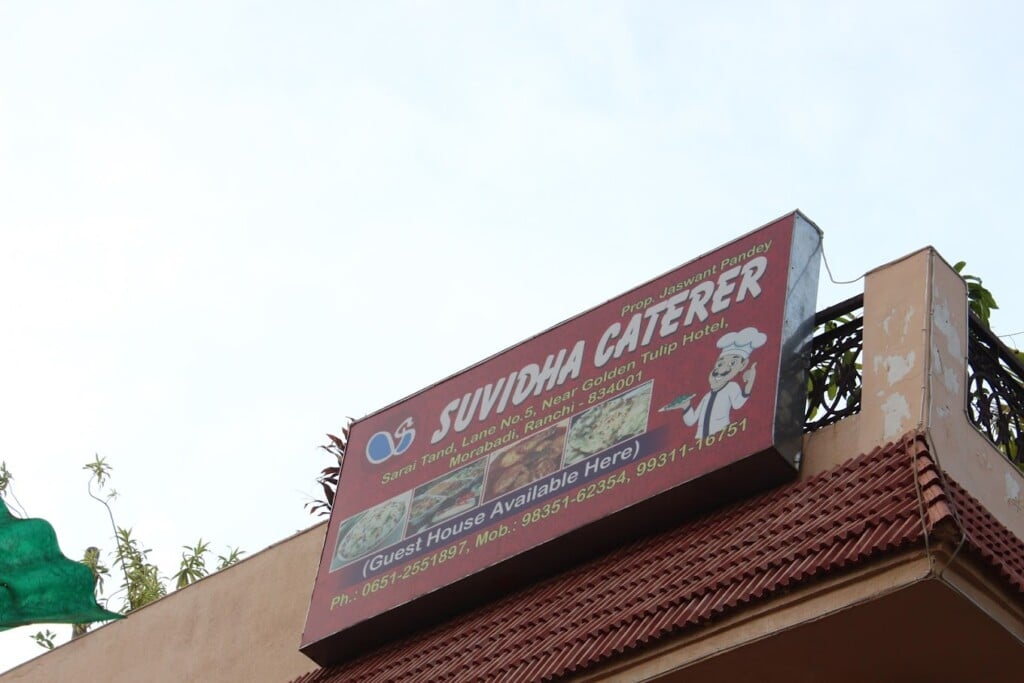 Prop. Jaswant Pandey
SUVIDHA CATERER
Sarai Tand, Lane No.5, Near Golden Tulip Hotel,
Morabadi, Ranchi - 834001
(Guest House Available Here)
Ph.: 0651-2551897, Mob.: 98351-62354, 99311-16751